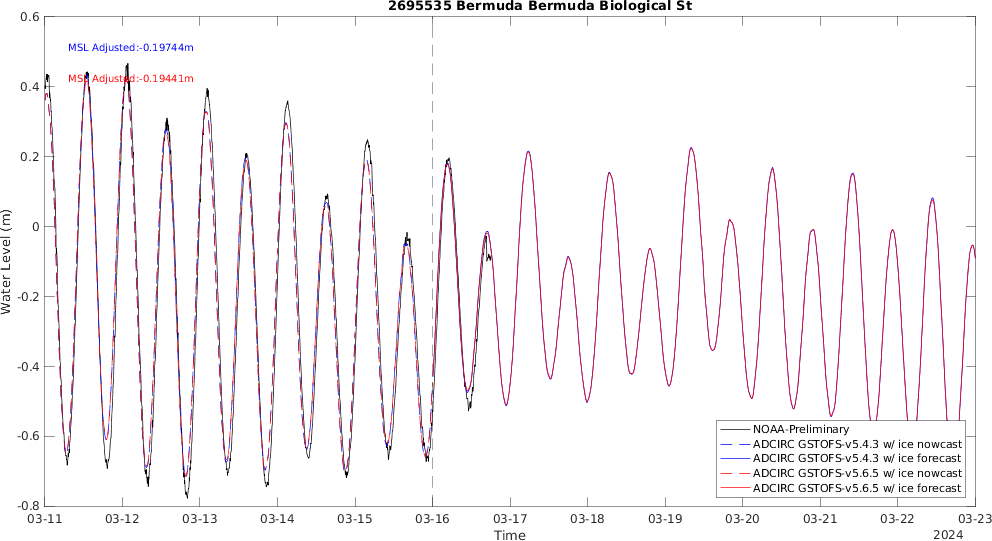 2695535 Bermuda Bermuda Biological St
0.6
MSL Adjusted:-0.19744m
MSL Adjusted:-0.19441m
0.4
0.2
0
-0.2
-0.4
-0.6
-0.8
Water Level (m)
NOAA-Preliminary
ADCIRC GSTOFS-v5.4.3 w/ ice nowcast
ADCIRC GSTOFS-v5.4.3 w/ ice forecast
ADCIRC GSTOFS-v5.6.5 w/ ice nowcast
ADCIRC GSTOFS-v5.6.5 w/ ice forecast
03-11 03-12 03-13 03-14 03-15 03-16 03-17 03-18 03-19 03-20 03-21 03-22 03-23
Time
2024